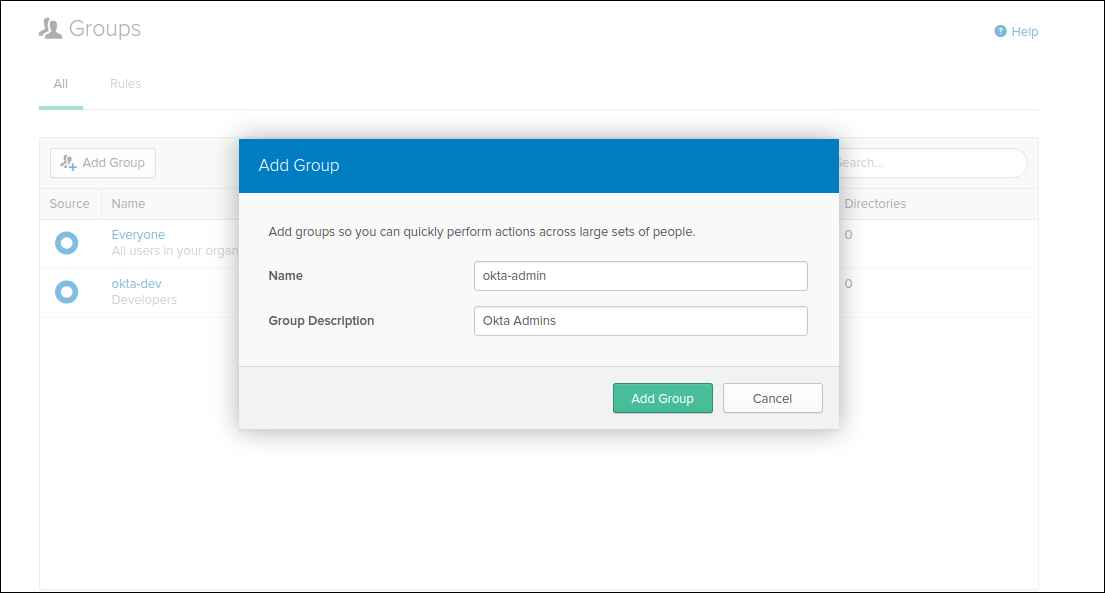 Groups
Help
All
Rules
Add Group
Search...
Source
Name
Directories
Everyone
All users in your organ
0
okta-dev
Developers
0
Add Group
Add groups so you can quickly perform actions across large sets of people.
Name
okta-admin
Group Description
Okta Admins
Add Group
Cancel